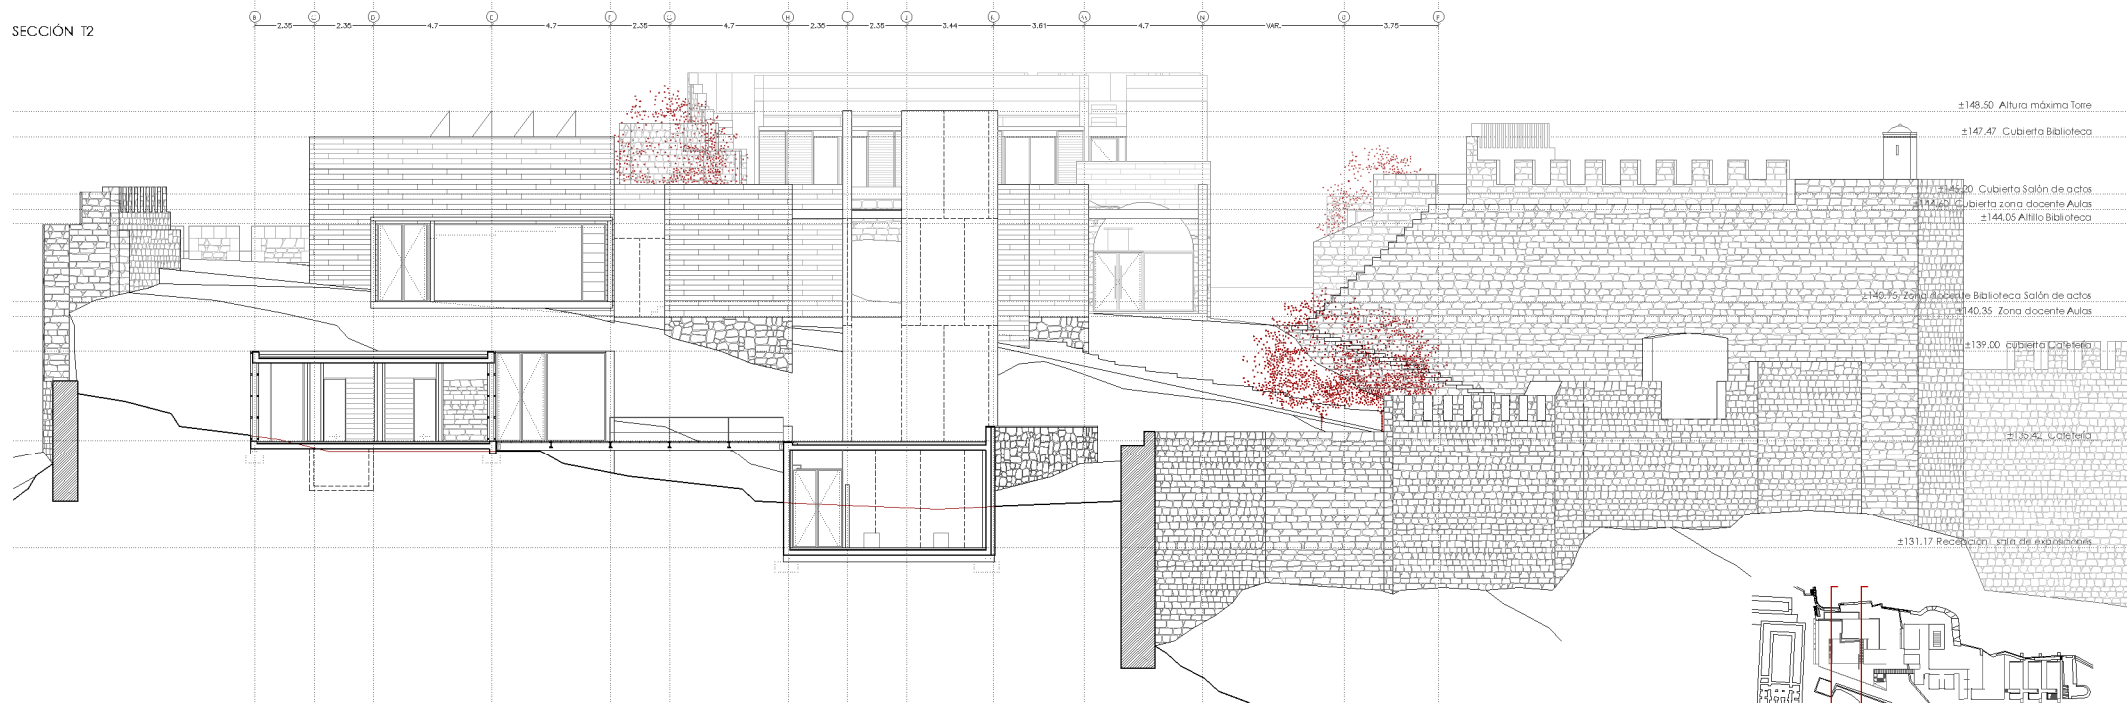 SECCIÓN T2
B C D E F G H I J K M N O P
2.35 2.35 4.7 4.7 2.35 4.7 2.35 2.35 3.44 3.61 4.7 VAR. 3.75
±148.50 Altura máxima Torre
±147.47 Cubierta Biblioteca
±145.20 Cubierta Salón de actos
±144.60 Cubierta zona docente Aulas
±144.05 Altillo Biblioteca
±140.75 Zona docente Biblioteca Salón de actos
±140.35 Zona docente Aulas
±139.00 cubierta Cafetería
±135.42 Cafetería
±131.17 Recepción sala de exposiciones